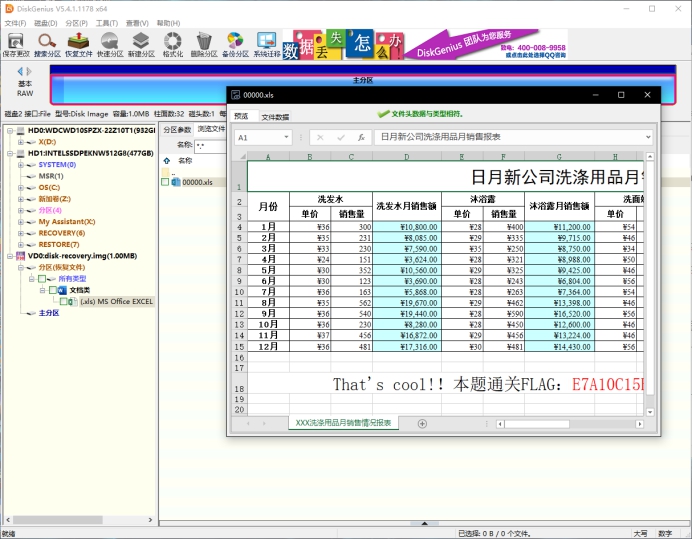 DiskGenius V5.4.1.1178 x64
文件(F) 磁盘(D) 分区(P) 工具(T) 查看(V) 帮助(H)
保存更改 搜索分区 恢复文件 快速分区 新建分区 格式化 删除分区 备份分区 系统迁移
数据丢失怎么办!
DiskGenius 团队为您服务
致电: 400-008-9958
或点击此处选择QQ咨询
基本
RAW
主分区
磁盘2 接口:File 型号:Disk Image 容量:1.0MB 柱面数:32 磁头数:1
HD0:WDCWD10SPZX-22Z10T1(932GI
X(D:)
HD1:INTELSSDPEKNW512G8(477GB)
SYSTEM(0)
MSR(1)
OS(C:)
新加卷(Z:)
分区(4)
My Assistant(X:)
RECOVERY(6)
RESTORE(7)
VD0:disk-recovery.img(1.00MB)
分区(恢复文件)
所有类型
文档类
(.xls) MS Office EXCEL
主分区
分区参数 浏览文件
名称: *.*
名称
..
00000.xls
00000.xls
预览 文件数据 文件头数据与类型相符。
A1 日月新公司洗涤用品月销售报表
A B C D E F G H
1 日月新公司洗涤用品月
2 月份 洗发水 洗发水月销售额 沐浴露 沐浴露月销售额 洗面
3 单价 销售量 单价 销售量 单价
4 1月 ¥36 300 ¥10,800.00 ¥28 ¥400 ¥11,200.00 ¥54
5 2月 ¥35 231 ¥8,085.00 ¥29 ¥335 ¥9,715.00 ¥46
6 3月 ¥33 230 ¥7,590.00 ¥35 ¥250 ¥8,750.00 ¥34
7 4月 ¥24 151 ¥3,624.00 ¥28 ¥321 ¥8,988.00 ¥50
8 5月 ¥30 352 ¥10,560.00 ¥29 ¥325 ¥9,425.00 ¥46
9 6月 ¥30 123 ¥3,690.00 ¥28 ¥243 ¥6,804.00 ¥56
10 7月 ¥36 163 ¥5,868.00 ¥28 ¥263 ¥7,364.00 ¥54
11 8月 ¥35 562 ¥19,670.00 ¥29 ¥462 ¥13,398.00 ¥46
12 9月 ¥36 540 ¥19,440.00 ¥28 ¥590 ¥16,520.00 ¥56
13 10月 ¥36 230 ¥8,280.00 ¥28 ¥450 ¥12,600.00 ¥46
14 11月 ¥37 456 ¥16,872.00 ¥29 ¥456 ¥13,224.00 ¥46
15 12月 ¥36 481 ¥17,316.00 ¥30 ¥481 ¥14,430.00 ¥56
16
17
18 That's cool!! 本题通关FLAG: E7A10C15
19
20
XXX洗涤用品月销售情况报表
就绪 已选择: 0 B / 0 个文件。 大写 数字